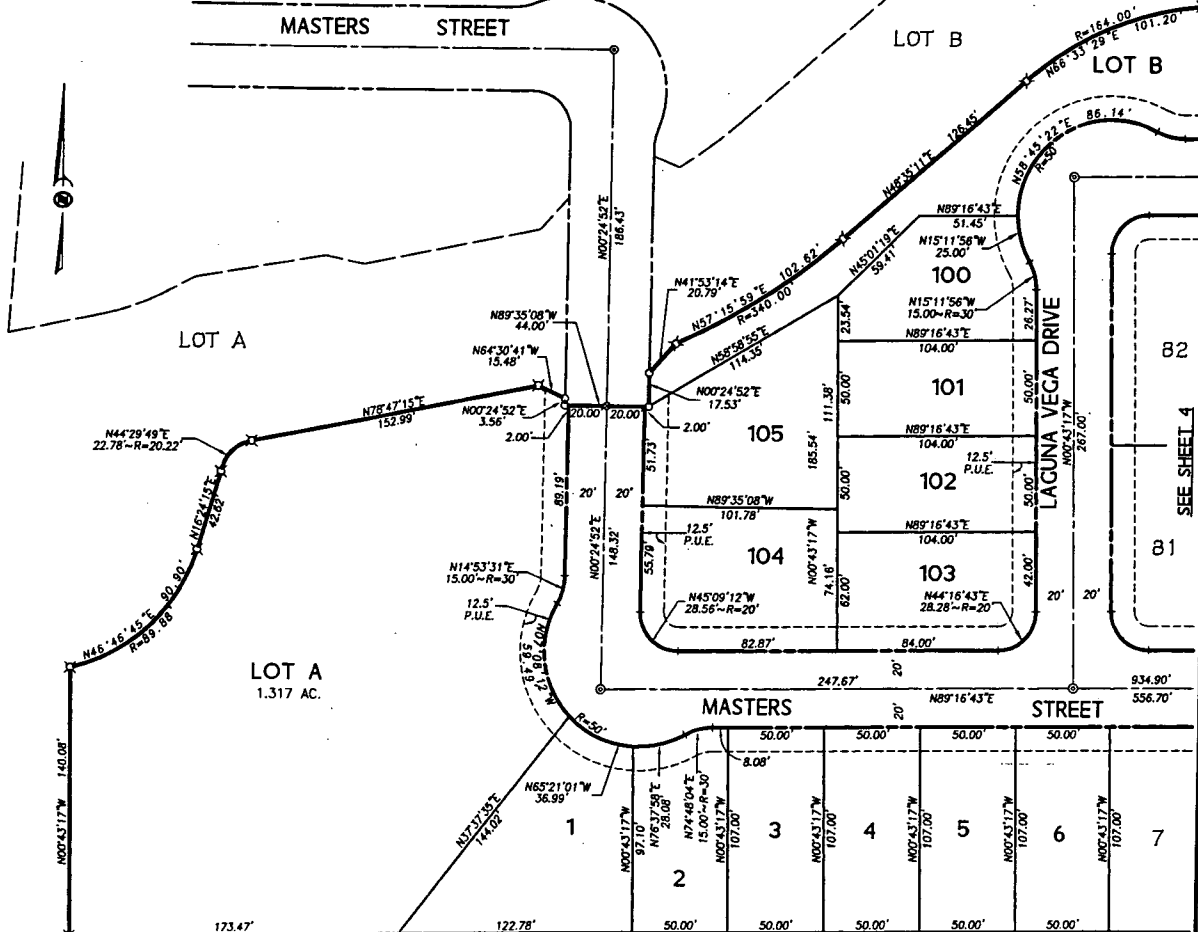 MASTERS STREET
LOT B
R=164.00'
N66°33'29"E 101.20'
LOT B
86.14'
N58°45'22"E
R=50'
N48°35'11"E 126.45'
N00°24'52"E
186.43'
N89°16'43"E
51.45'
N15°11'56"W
25.00'
N45°01'19"E
59.41'
100
N41°53'14"E
20.79'
N57°15'59"E 102.62'
R=340.00'
N15°11'56"W
15.00'~R=30'
26.27'
N89°35'08"W
44.00'
23.54'
N89°16'43"E
104.00'
LOT A
N64°30'41"W
15.48'
N58°58'55"E
114.35'
82
N78°47'15"E
152.99'
N00°24'52"E
3.56'
20.00' 20.00'
N00°24'52"E
17.53'
111.38'
50.00'
101
50.00'
LAGUNA VEGA DRIVE
N00°43'17"W
267.00'
2.00'
2.00'
105
N89°16'43"E
104.00'
N44°29'49"E
22.78'~R=20.22'
51.73'
185.54'
12.5'
P.U.E.
SEE SHEET 4
N16°24'15"E
42.62'
89.19'
20' 20'
N89°35'08"W
101.78'
50.00'
102
50.00'
12.5'
P.U.E.
N89°16'43"E
104.00'
81
N00°24'52"E
148.32'
55.79'
104
N00°43'17"W
74.16'
62.00'
103
42.00'
N14°53'31"E
15.00'~R=30'
N45°09'12"W
28.56'~R=20'
N44°16'43"E
28.28'~R=20'
20' 20'
12.5'
P.U.E.
N46°46'45"E 90.90'
R=89.88'
N07°08'12"W
59.49'
82.87'
84.00'
20'
LOT A
1.317 AC.
247.67'
N89°16'43"E
934.90'
556.70'
MASTERS STREET
20'
R=50'
50.00' 50.00' 50.00' 50.00'
8.08'
N00°43'17"W 140.08'
N65°21'01"W
36.99'
N76°37'58"E
28.08'
N74°48'04"E
15.00'~R=30'
N37°37'35"E
144.02'
N00°43'17"W
97.10'
N00°43'17"W
107.00'
N00°43'17"W
107.00'
N00°43'17"W
107.00'
N00°43'17"W
107.00'
N00°43'17"W
107.00'
1
2
3
4
5
6
7
173.47'
122.78'
50.00' 50.00' 50.00' 50.00' 50.00'